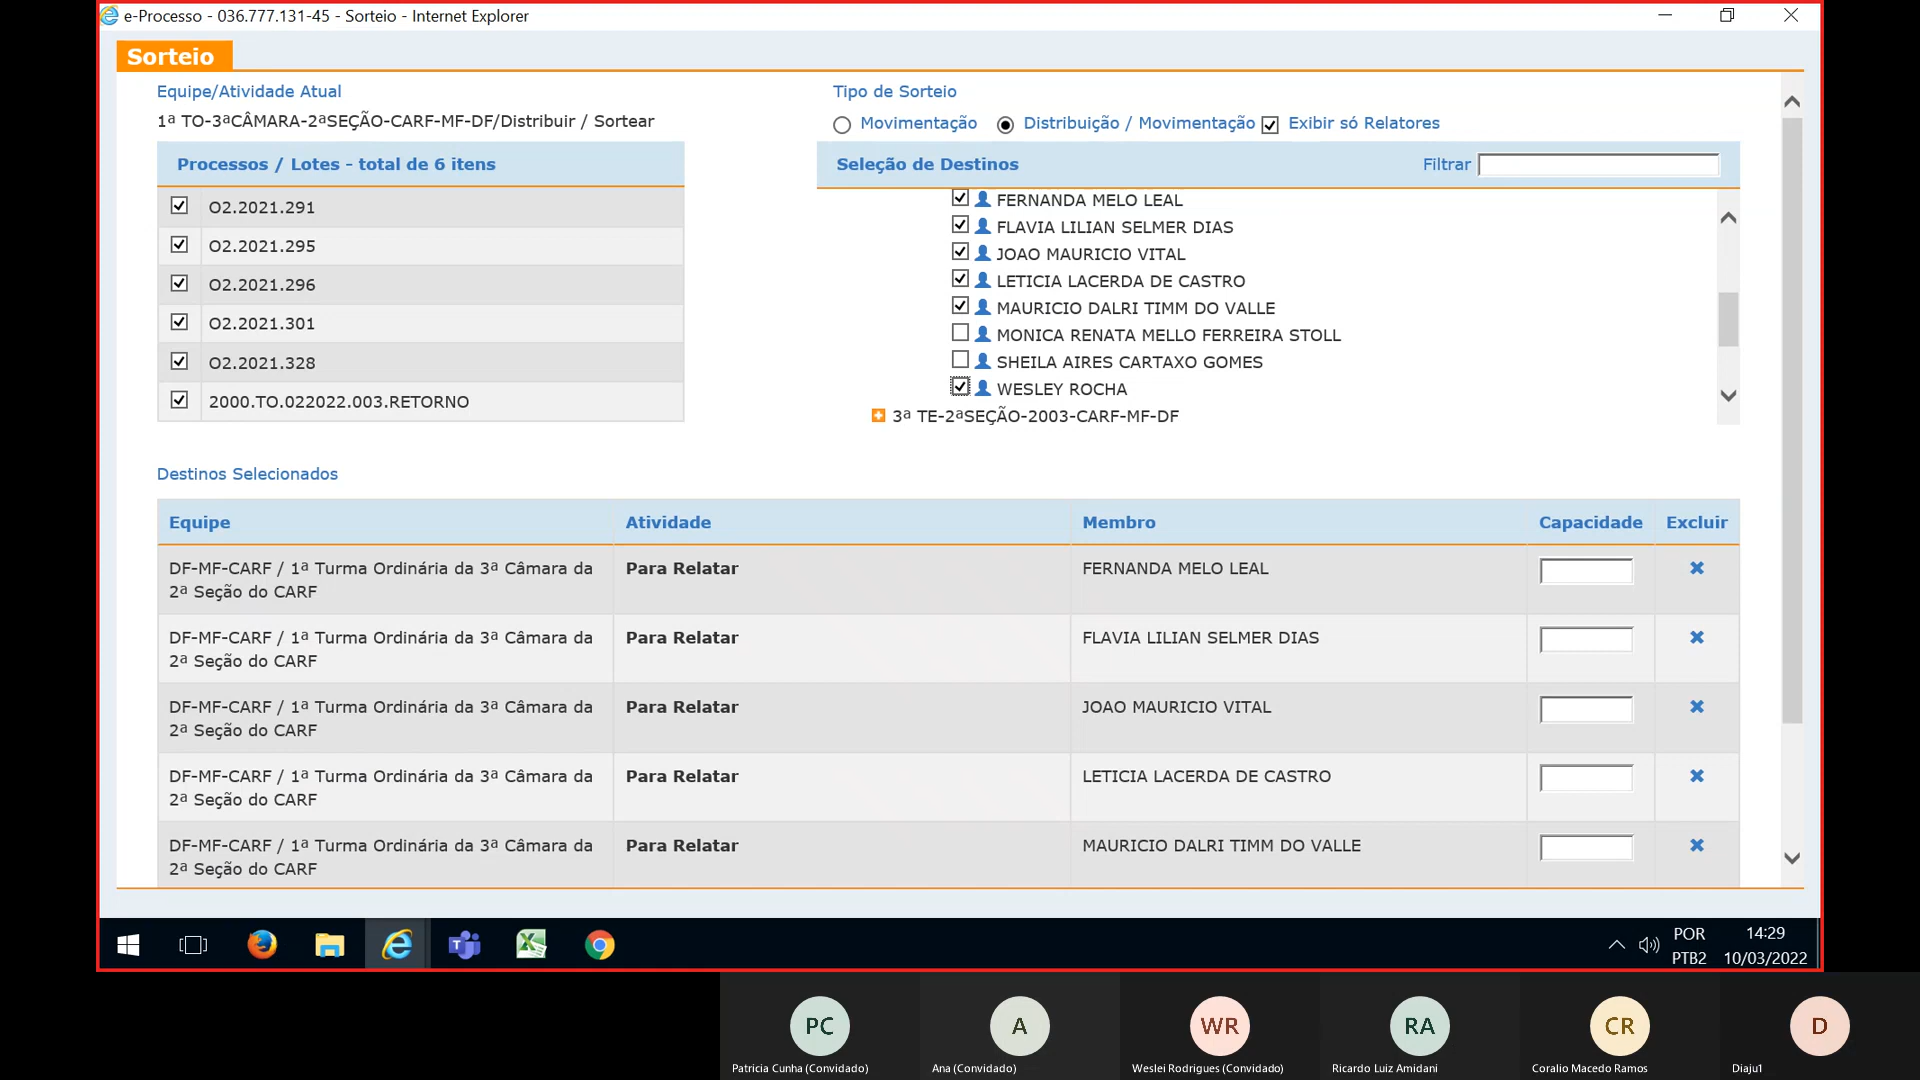 e-Processo - 036.777.131-45 - Sorteio - Internet Explorer
Sorteio
Equipe/Atividade Atual
1ª TO-3ªCÂMARA-2ªSEÇÃO-CARF-MF-DF/Distribuir / Sortear
Processos / Lotes - total de 6 itens
O2.2021.291
O2.2021.295
O2.2021.296
O2.2021.301
O2.2021.328
2000.TO.022022.003.RETORNO
Tipo de Sorteio
Movimentação Distribuição / Movimentação Exibir só Relatores
Seleção de Destinos Filtrar
FERNANDA MELO LEAL
FLAVIA LILIAN SELMER DIAS
JOAO MAURICIO VITAL
LETICIA LACERDA DE CASTRO
MAURICIO DALRI TIMM DO VALLE
MONICA RENATA MELLO FERREIRA STOLL
SHEILA AIRES CARTAXO GOMES
WESLEY ROCHA
3ª TE-2ªSEÇÃO-2003-CARF-MF-DF
Destinos Selecionados
Equipe Atividade Membro Capacidade Excluir
DF-MF-CARF / 1ª Turma Ordinária da 3ª Câmara da
2ª Seção do CARF
Para Relatar
FERNANDA MELO LEAL
DF-MF-CARF / 1ª Turma Ordinária da 3ª Câmara da
2ª Seção do CARF
Para Relatar
FLAVIA LILIAN SELMER DIAS
DF-MF-CARF / 1ª Turma Ordinária da 3ª Câmara da
2ª Seção do CARF
Para Relatar
JOAO MAURICIO VITAL
DF-MF-CARF / 1ª Turma Ordinária da 3ª Câmara da
2ª Seção do CARF
Para Relatar
LETICIA LACERDA DE CASTRO
DF-MF-CARF / 1ª Turma Ordinária da 3ª Câmara da
2ª Seção do CARF
Para Relatar
MAURICIO DALRI TIMM DO VALLE
POR
PTB2
14:29
10/03/2022
PC
Patricia Cunha (Convidado)
A
Ana (Convidado)
WR
Weslei Rodrigues (Convidado)
RA
Ricardo Luiz Amidani
CR
Coralio Macedo Ramos
D
Diaju1